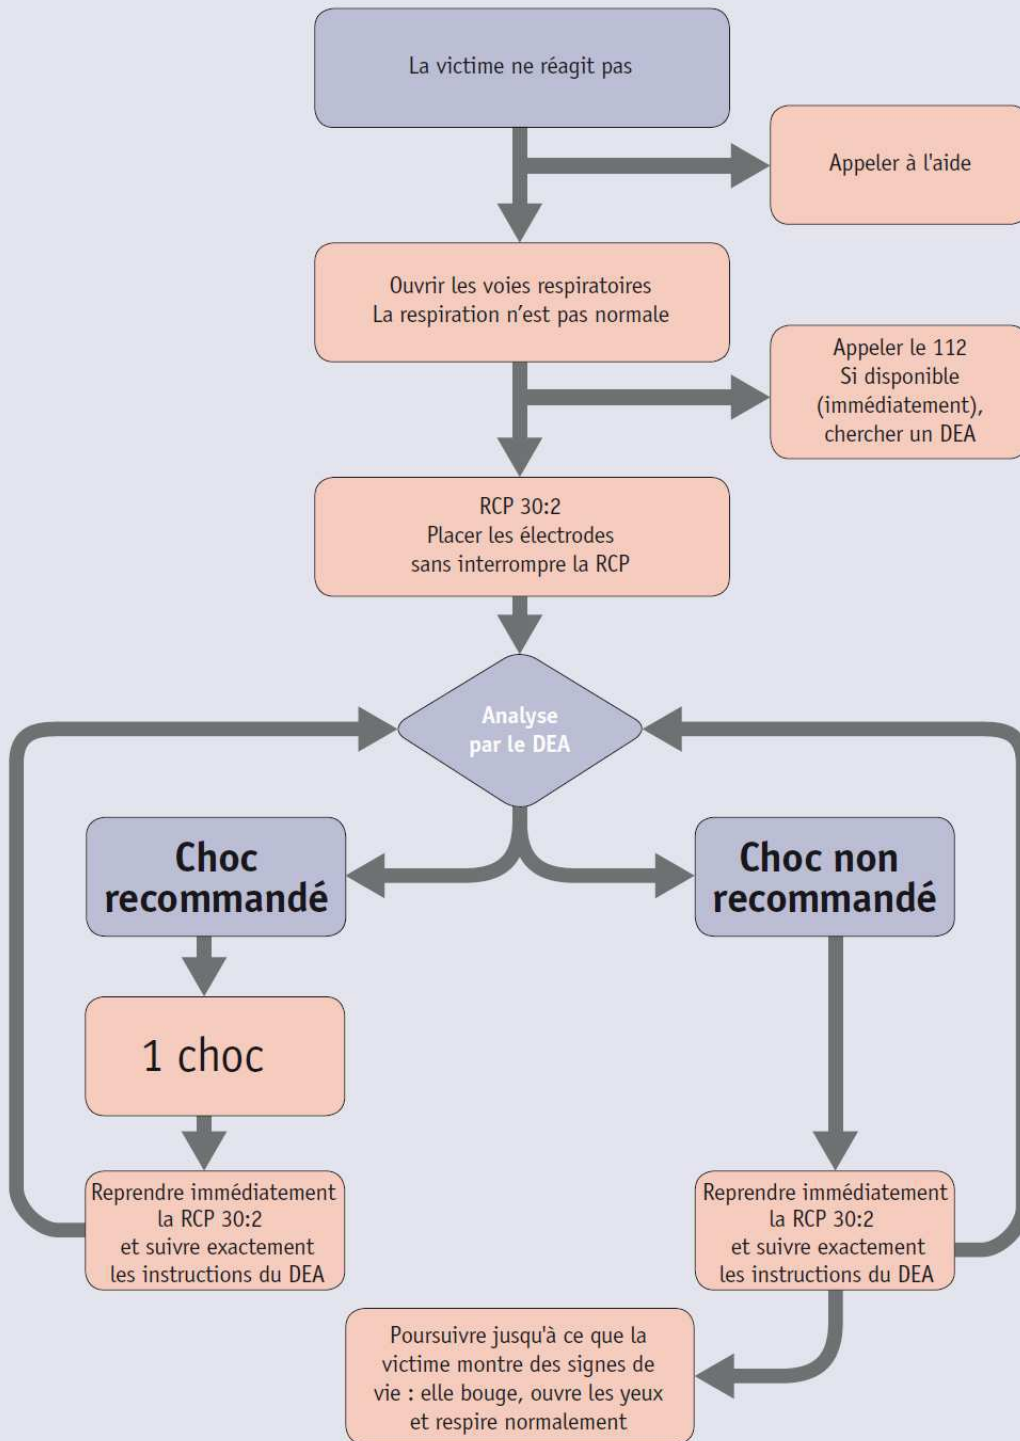 La victime ne réagit pas
Appeler à l'aide
Ouvrir les voies respiratoires
La respiration n’est pas normale
Appeler le 112
Si disponible
(immédiatement),
chercher un DEA
RCP 30:2
Placer les électrodes
sans interrompre la RCP
Analyse
par le DEA
Choc
recommandé
Choc non
recommandé
1 choc
Reprendre immédiatement
la RCP 30:2
et suivre exactement
les instructions du DEA
Reprendre immédiatement
la RCP 30:2
et suivre exactement
les instructions du DEA
Poursuivre jusqu'à ce que la
victime montre des signes de
vie : elle bouge, ouvre les yeux
et respire normalement